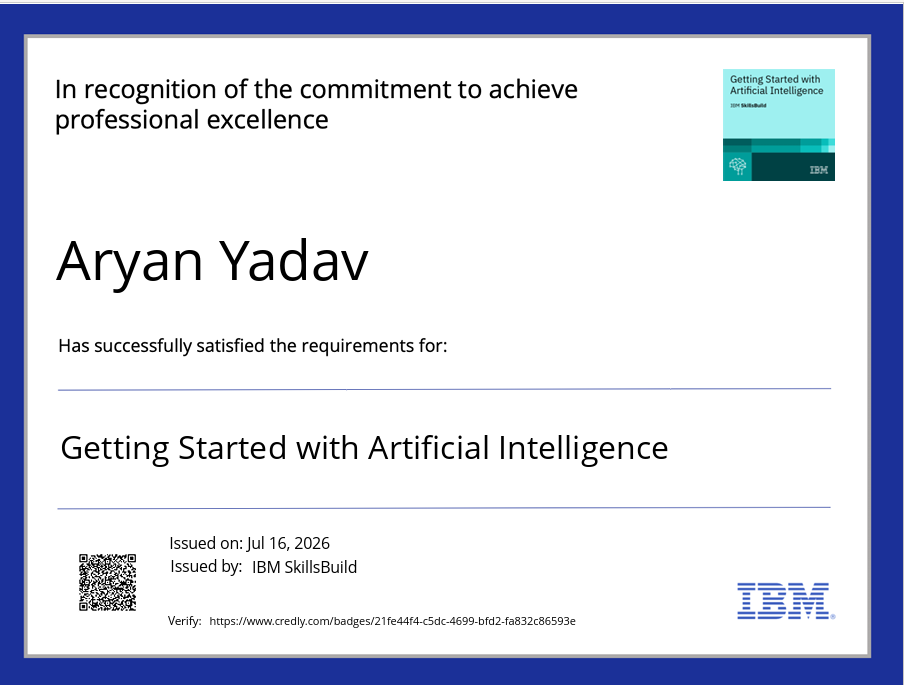 In recognition of the commitment to achieve
professional excellence
Getting Started with
Artificial Intelligence
IBM SkillsBuild
IBM
Aryan Yadav
Has successfully satisfied the requirements for:
Getting Started with Artificial Intelligence
Issued on: Jul 16, 2026
Issued by: IBM SkillsBuild
Verify: https://www.credly.com/badges/21fe44f4-c5dc-4699-bfd2-fa832c86593e
IBM®